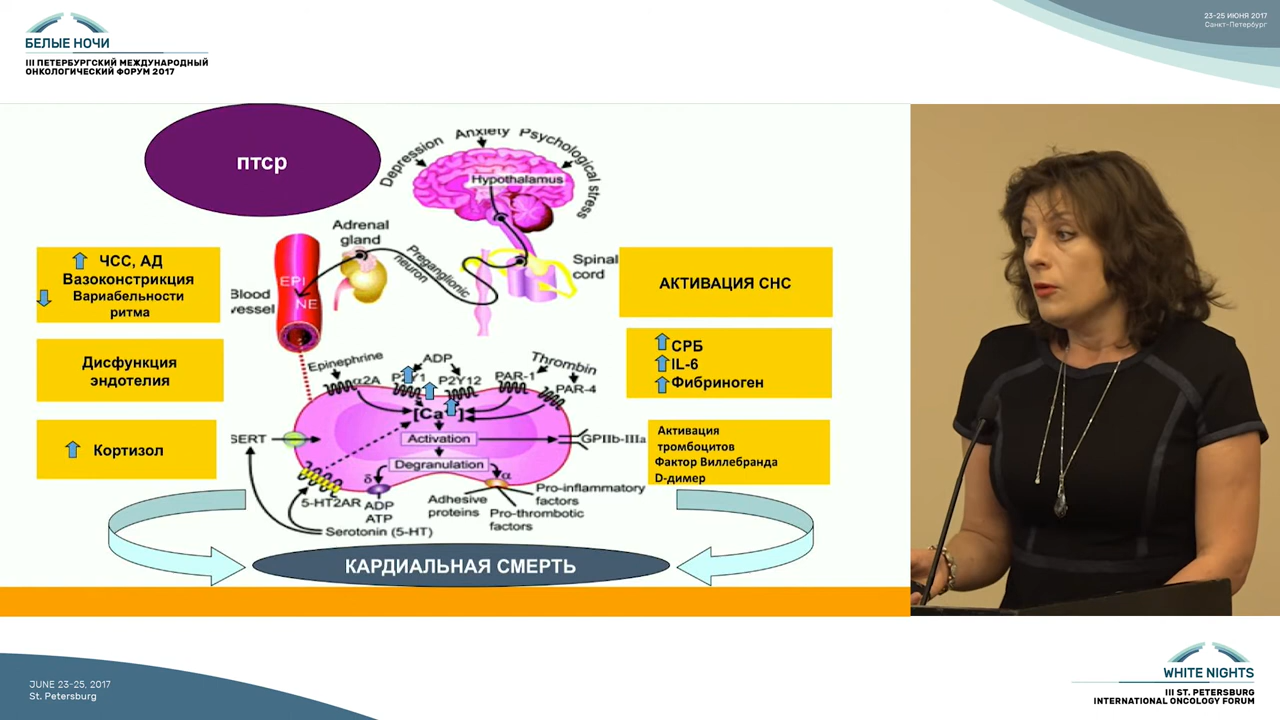 БЕЛЫЕ НОЧИ
III ПЕТЕРБУРГСКИЙ МЕЖДУНАРОДНЫЙ
ОНКОЛОГИЧЕСКИЙ ФОРУМ 2017
23-25 ИЮНЯ 2017
Санкт-Петербург
птср
Depression
Anxiety
Psychological stress
Hypothalamus
Adrenal
gland
Preganglionic
neuron
Spinal
cord
Blood
vessel
EPI
NE
ЧСС, АД
Вазоконстрикция
Вариабельности
ритма
Дисфункция
эндотелия
Кортизол
АКТИВАЦИЯ СНС
СРБ
IL-6
Фибриноген
Активация
тромбоцитов
Фактор Виллебранда
D-димер
Epinephrine
α2A
ADP
P2Y12
Thrombin
PAR-1
PAR-4
[Ca
SERT
Activation
GPIIb-IIIa
Degranulation
δ
α
5-HT2AR
ADP
ATP
Adhesive
proteins
Pro-inflammatory
factors
Pro-thrombotic
factors
Serotonin (5-HT)
КАРДИАЛЬНАЯ СМЕРТЬ
JUNE 23-25, 2017
St. Petersburg
WHITE NIGHTS
III ST. PETERSBURG
INTERNATIONAL ONCOLOGY FORUM